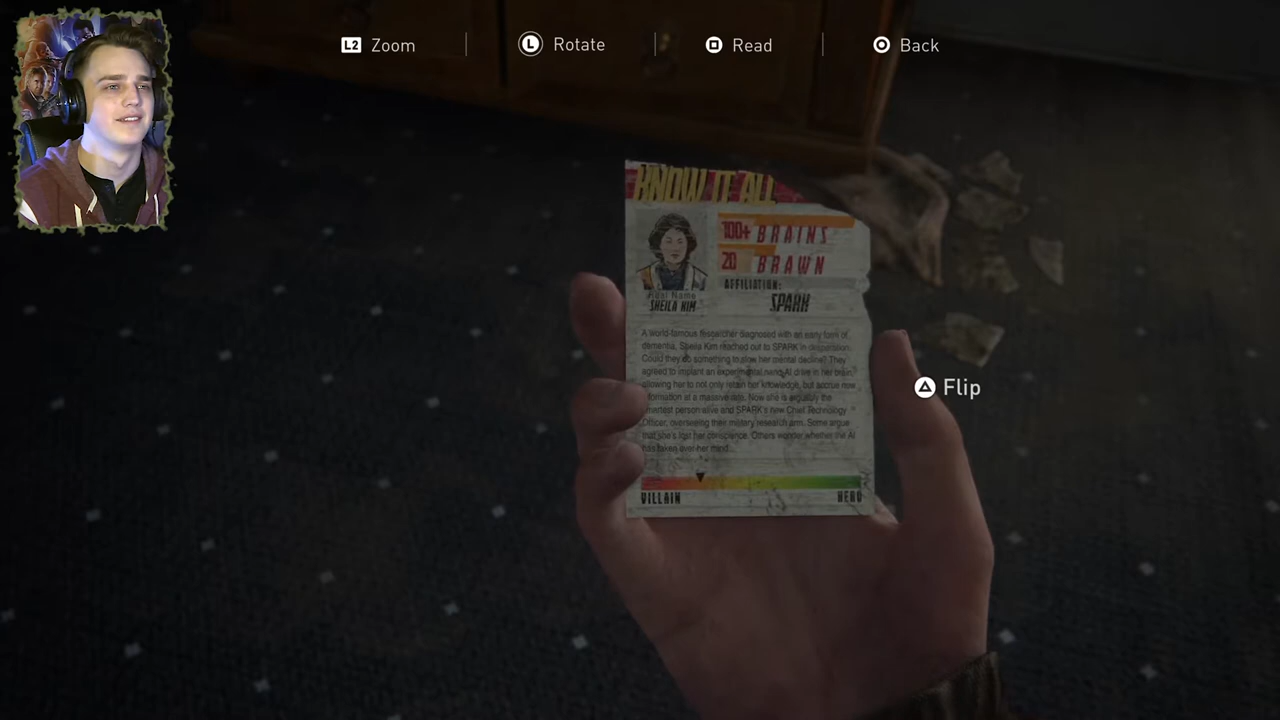 L2 Zoom L Rotate Read Back
KNOW IT ALL
100+ BRAINS
20 BRAWN
AFFILIATION:
SPARK
Real Name
SHEILA KIM
A world-famous researcher diagnosed with an early form of
dementia, Sheila Kim reached out to SPARK in desperation.
Could they do something to slow her mental decline? They
agreed to implant an experimental nano-AI drive in her brain,
allowing her to not only retain her knowledge, but accrue new
information at a massive rate. Now she is arguably the
smartest person alive and SPARK's new Chief Technology
Officer, overseeing their military research arm. Some argue
that she's lost her conscience. Others wonder whether the AI
has taken over her mind...
VILLAIN HERO
Flip